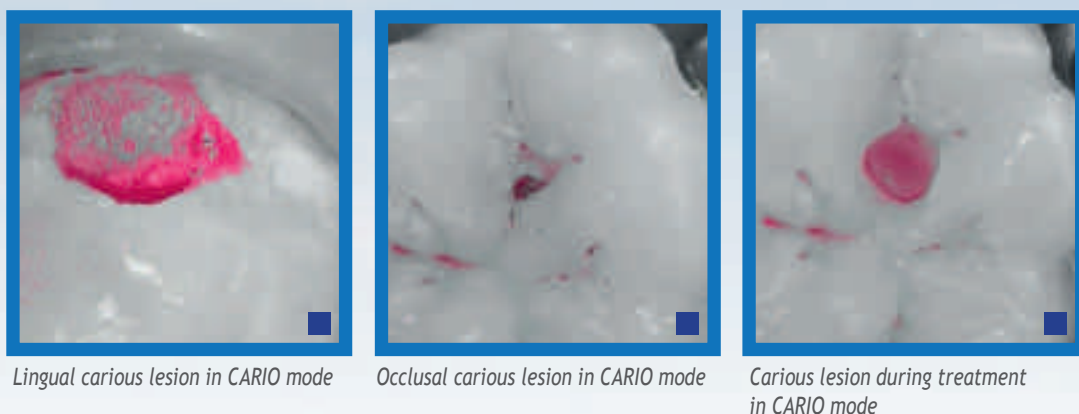 Lingual carious lesion in CARIO mode
Occlusal carious lesion in CARIO mode
Carious lesion during treatment
in CARIO mode